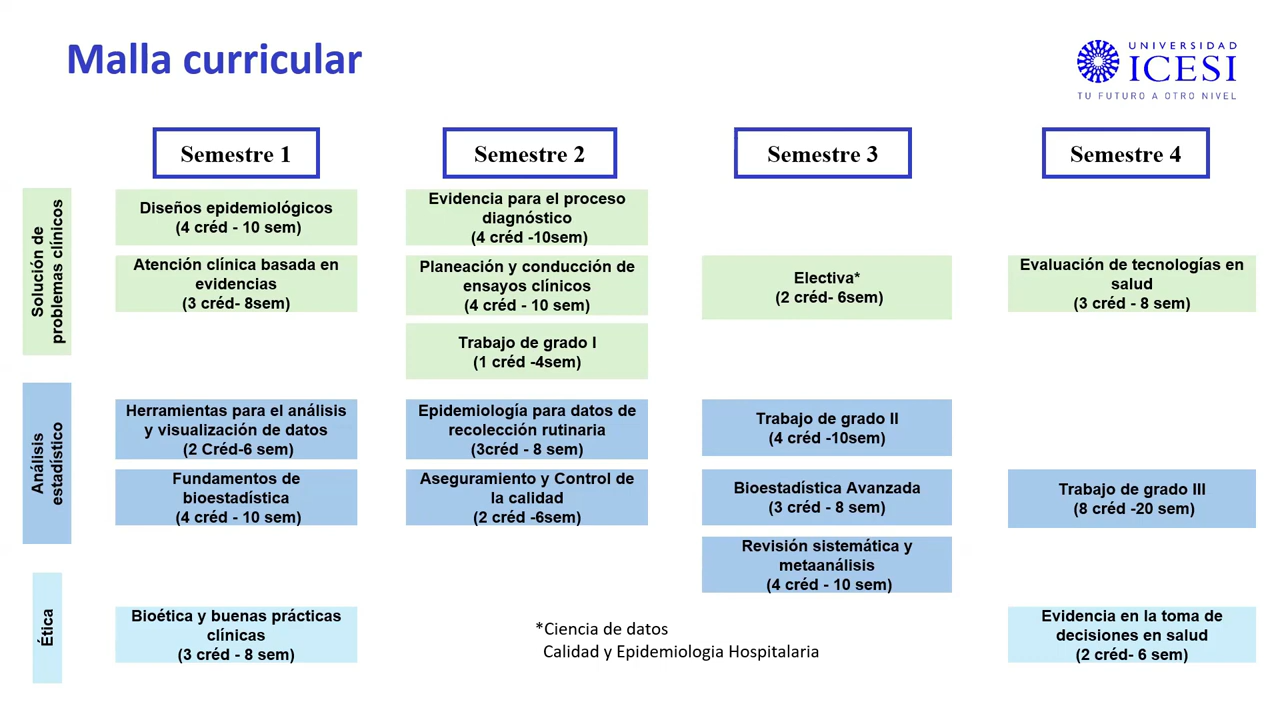 Malla curricular
UNIVERSIDAD
ICESI
TU FUTURO A OTRO NIVEL
Semestre 1
Semestre 2
Semestre 3
Semestre 4
Solución de
problemas clínicos
Diseños epidemiológicos
(4 créd - 10 sem)
Evidencia para el proceso
diagnóstico
(4 créd -10sem)
Atención clínica basada en
evidencias
(3 créd- 8sem)
Planeación y conducción de
ensayos clínicos
(4 créd - 10 sem)
Electiva*
(2 créd- 6sem)
Evaluación de tecnologías en
salud
(3 créd - 8 sem)
Trabajo de grado I
(1 créd -4sem)
Análisis
estadístico
Herramientas para el análisis
y visualización de datos
(2 Créd-6 sem)
Epidemiología para datos de
recolección rutinaria
(3créd - 8 sem)
Trabajo de grado II
(4 créd -10sem)
Fundamentos de
bioestadística
(4 créd - 10 sem)
Aseguramiento y Control de
la calidad
(2 créd -6sem)
Bioestadística Avanzada
(3 créd - 8 sem)
Trabajo de grado III
(8 créd -20 sem)
Revisión sistemática y
metaanálisis
(4 créd - 10 sem)
Ética
Bioética y buenas prácticas
clínicas
(3 créd - 8 sem)
*Ciencia de datos
Calidad y Epidemiologia Hospitalaria
Evidencia en la toma de
decisiones en salud
(2 créd- 6 sem)